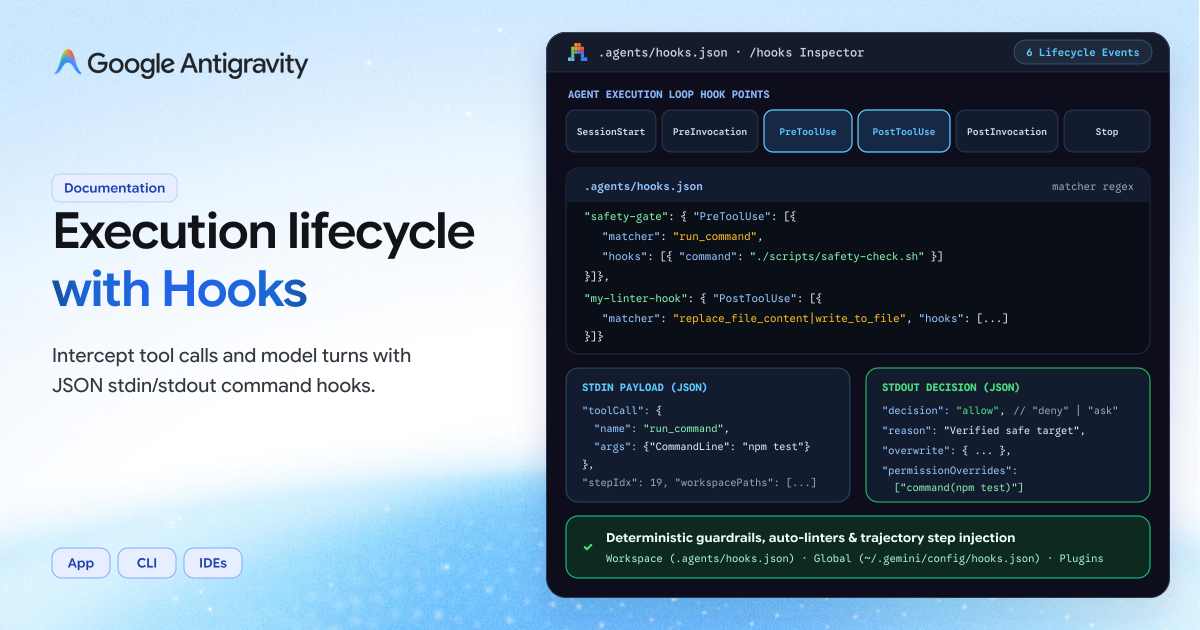 Google Antigravity
Documentation
Execution lifecycle
with Hooks
Intercept tool calls and model turns with
JSON stdin/stdout command hooks.
App
CLI
IDEs
.agents/hooks.json · /hooks Inspector
6 Lifecycle Events
AGENT EXECUTION LOOP HOOK POINTS
SessionStart
PreInvocation
PreToolUse
PostToolUse
PostInvocation
Stop
.agents/hooks.json
matcher regex
"safety-gate": { "PreToolUse": [{
"matcher": "run_command",
"hooks": [{ "command": "./scripts/safety-check.sh" }]
}]},
"my-linter-hook": { "PostToolUse": [{
"matcher": "replace_file_content|write_to_file", "hooks": [...]
}]}
STDIN PAYLOAD (JSON)
"toolCall": {
"name": "run_command",
"args": {"CommandLine": "npm test"}
},
"stepIdx": 19, "workspacePaths": [...]
STDOUT DECISION (JSON)
"decision": "allow", // "deny" | "ask"
"reason": "Verified safe target",
"overwrite": { ... },
"permissionOverrides":
["command(npm test)"]
✓ Deterministic guardrails, auto-linters & trajectory step injection
Workspace (.agents/hooks.json) · Global (~/.gemini/config/hooks.json) · Plugins